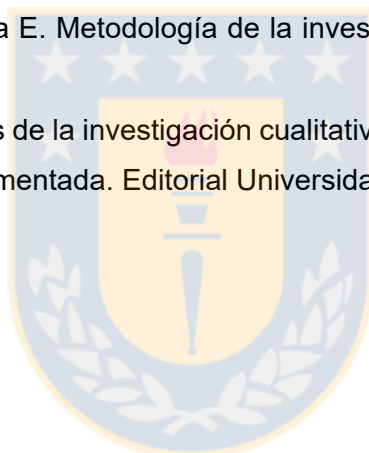 a E. Metodología de la inves
s de la investigación cualitativ
mentada. Editorial Universida